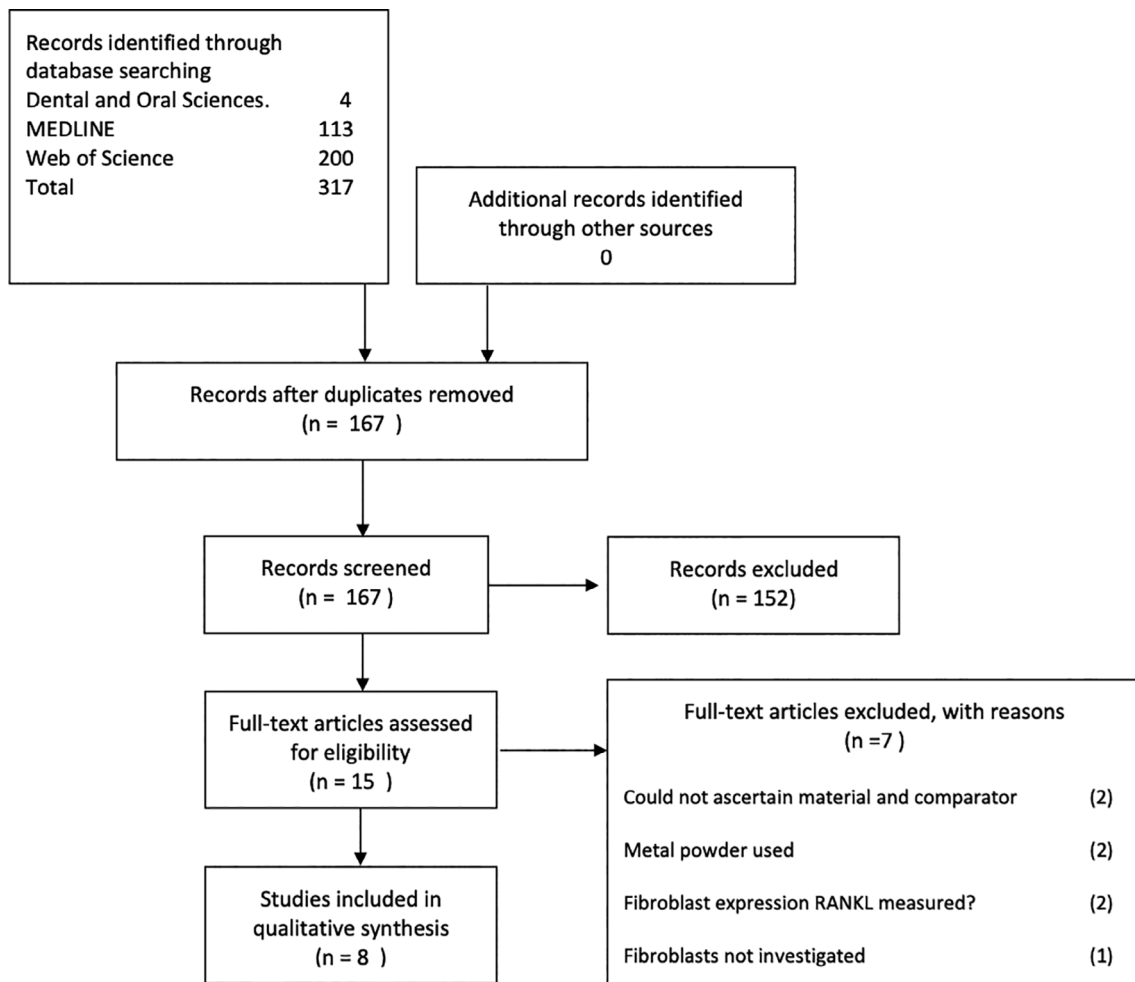 Records identified through
database searching
Dental and Oral Sciences. 4
MEDLINE 113
Web of Science 200
Total 317
Additional records identified
through other sources
0
Records after duplicates removed
(n = 167 )
Records screened
(n = 167 )
Records excluded
(n = 152)
Full-text articles assessed
for eligibility
(n = 15 )
Full-text articles excluded, with reasons
(n =7 )
Could not ascertain material and comparator (2)
Metal powder used (2)
Fibroblast expression RANKL measured? (2)
Fibroblasts not investigated (1)
Studies included in
qualitative synthesis
(n = 8 )